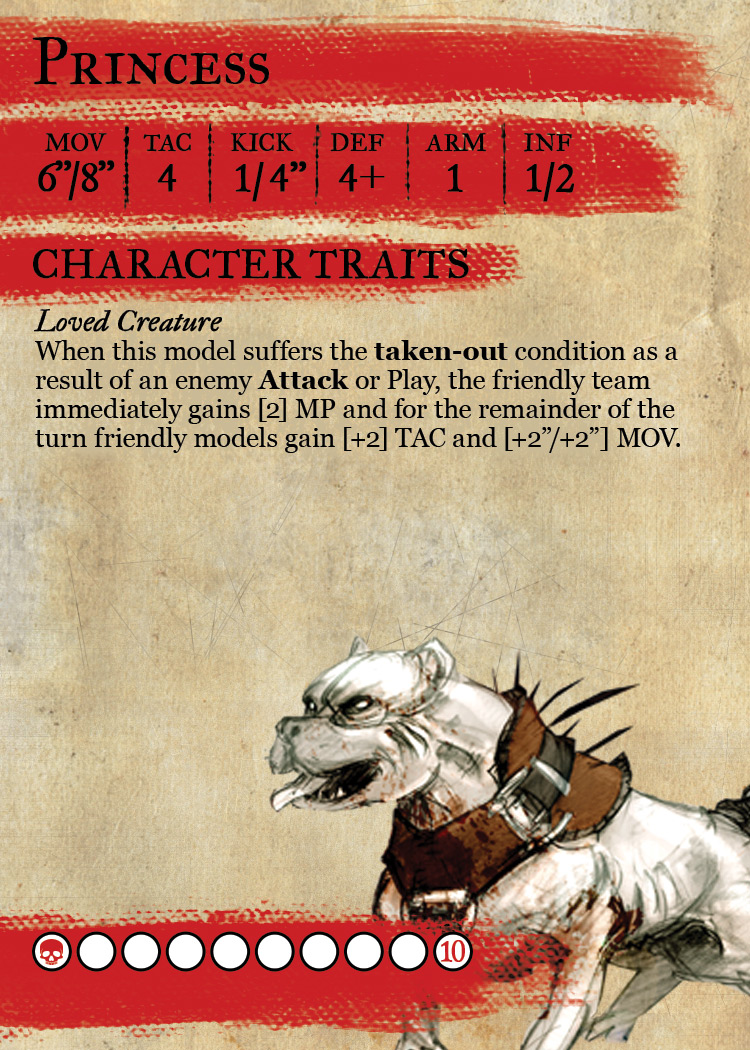 Princess
MOV TAC KICK DEF ARM INF
6”/8” 4 1/4” 4+ 1 1/2
CHARACTER TRAITS
Loved Creature
When this model suffers the taken-out condition as a
result of an enemy Attack or Play, the friendly team
immediately gains [2] MP and for the remainder of the
turn friendly models gain [+2] TAC and [+2”/+2”] MOV.
10